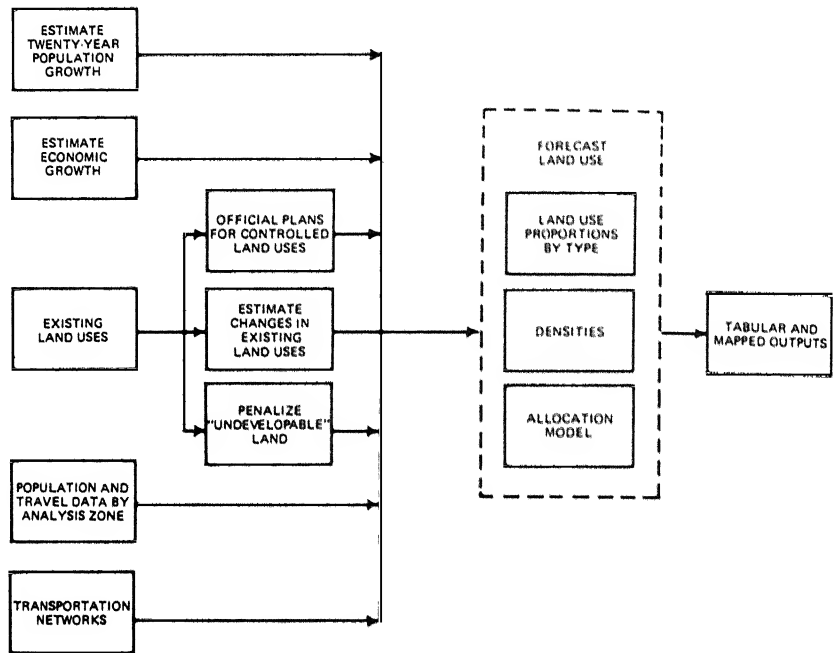 ESTIMATE
TWENTY-YEAR
POPULATION
GROWTH
ESTIMATE
ECONOMIC
GROWTH
EXISTING
LAND USES
POPULATION AND
TRAVEL DATA BY
ANALYSIS ZONE
TRANSPORTATION
NETWORKS
OFFICIAL PLANS
FOR CONTROLLED
LAND USES
ESTIMATE
CHANGES IN
EXISTING
LAND USES
PENALIZE
"UNDEVELOPABLE"
LAND
FORECAST
LAND USE
LAND USE
PROPORTIONS
BY TYPE
DENSITIES
ALLOCATION
MODEL
TABULAR AND
MAPPED OUTPUTS